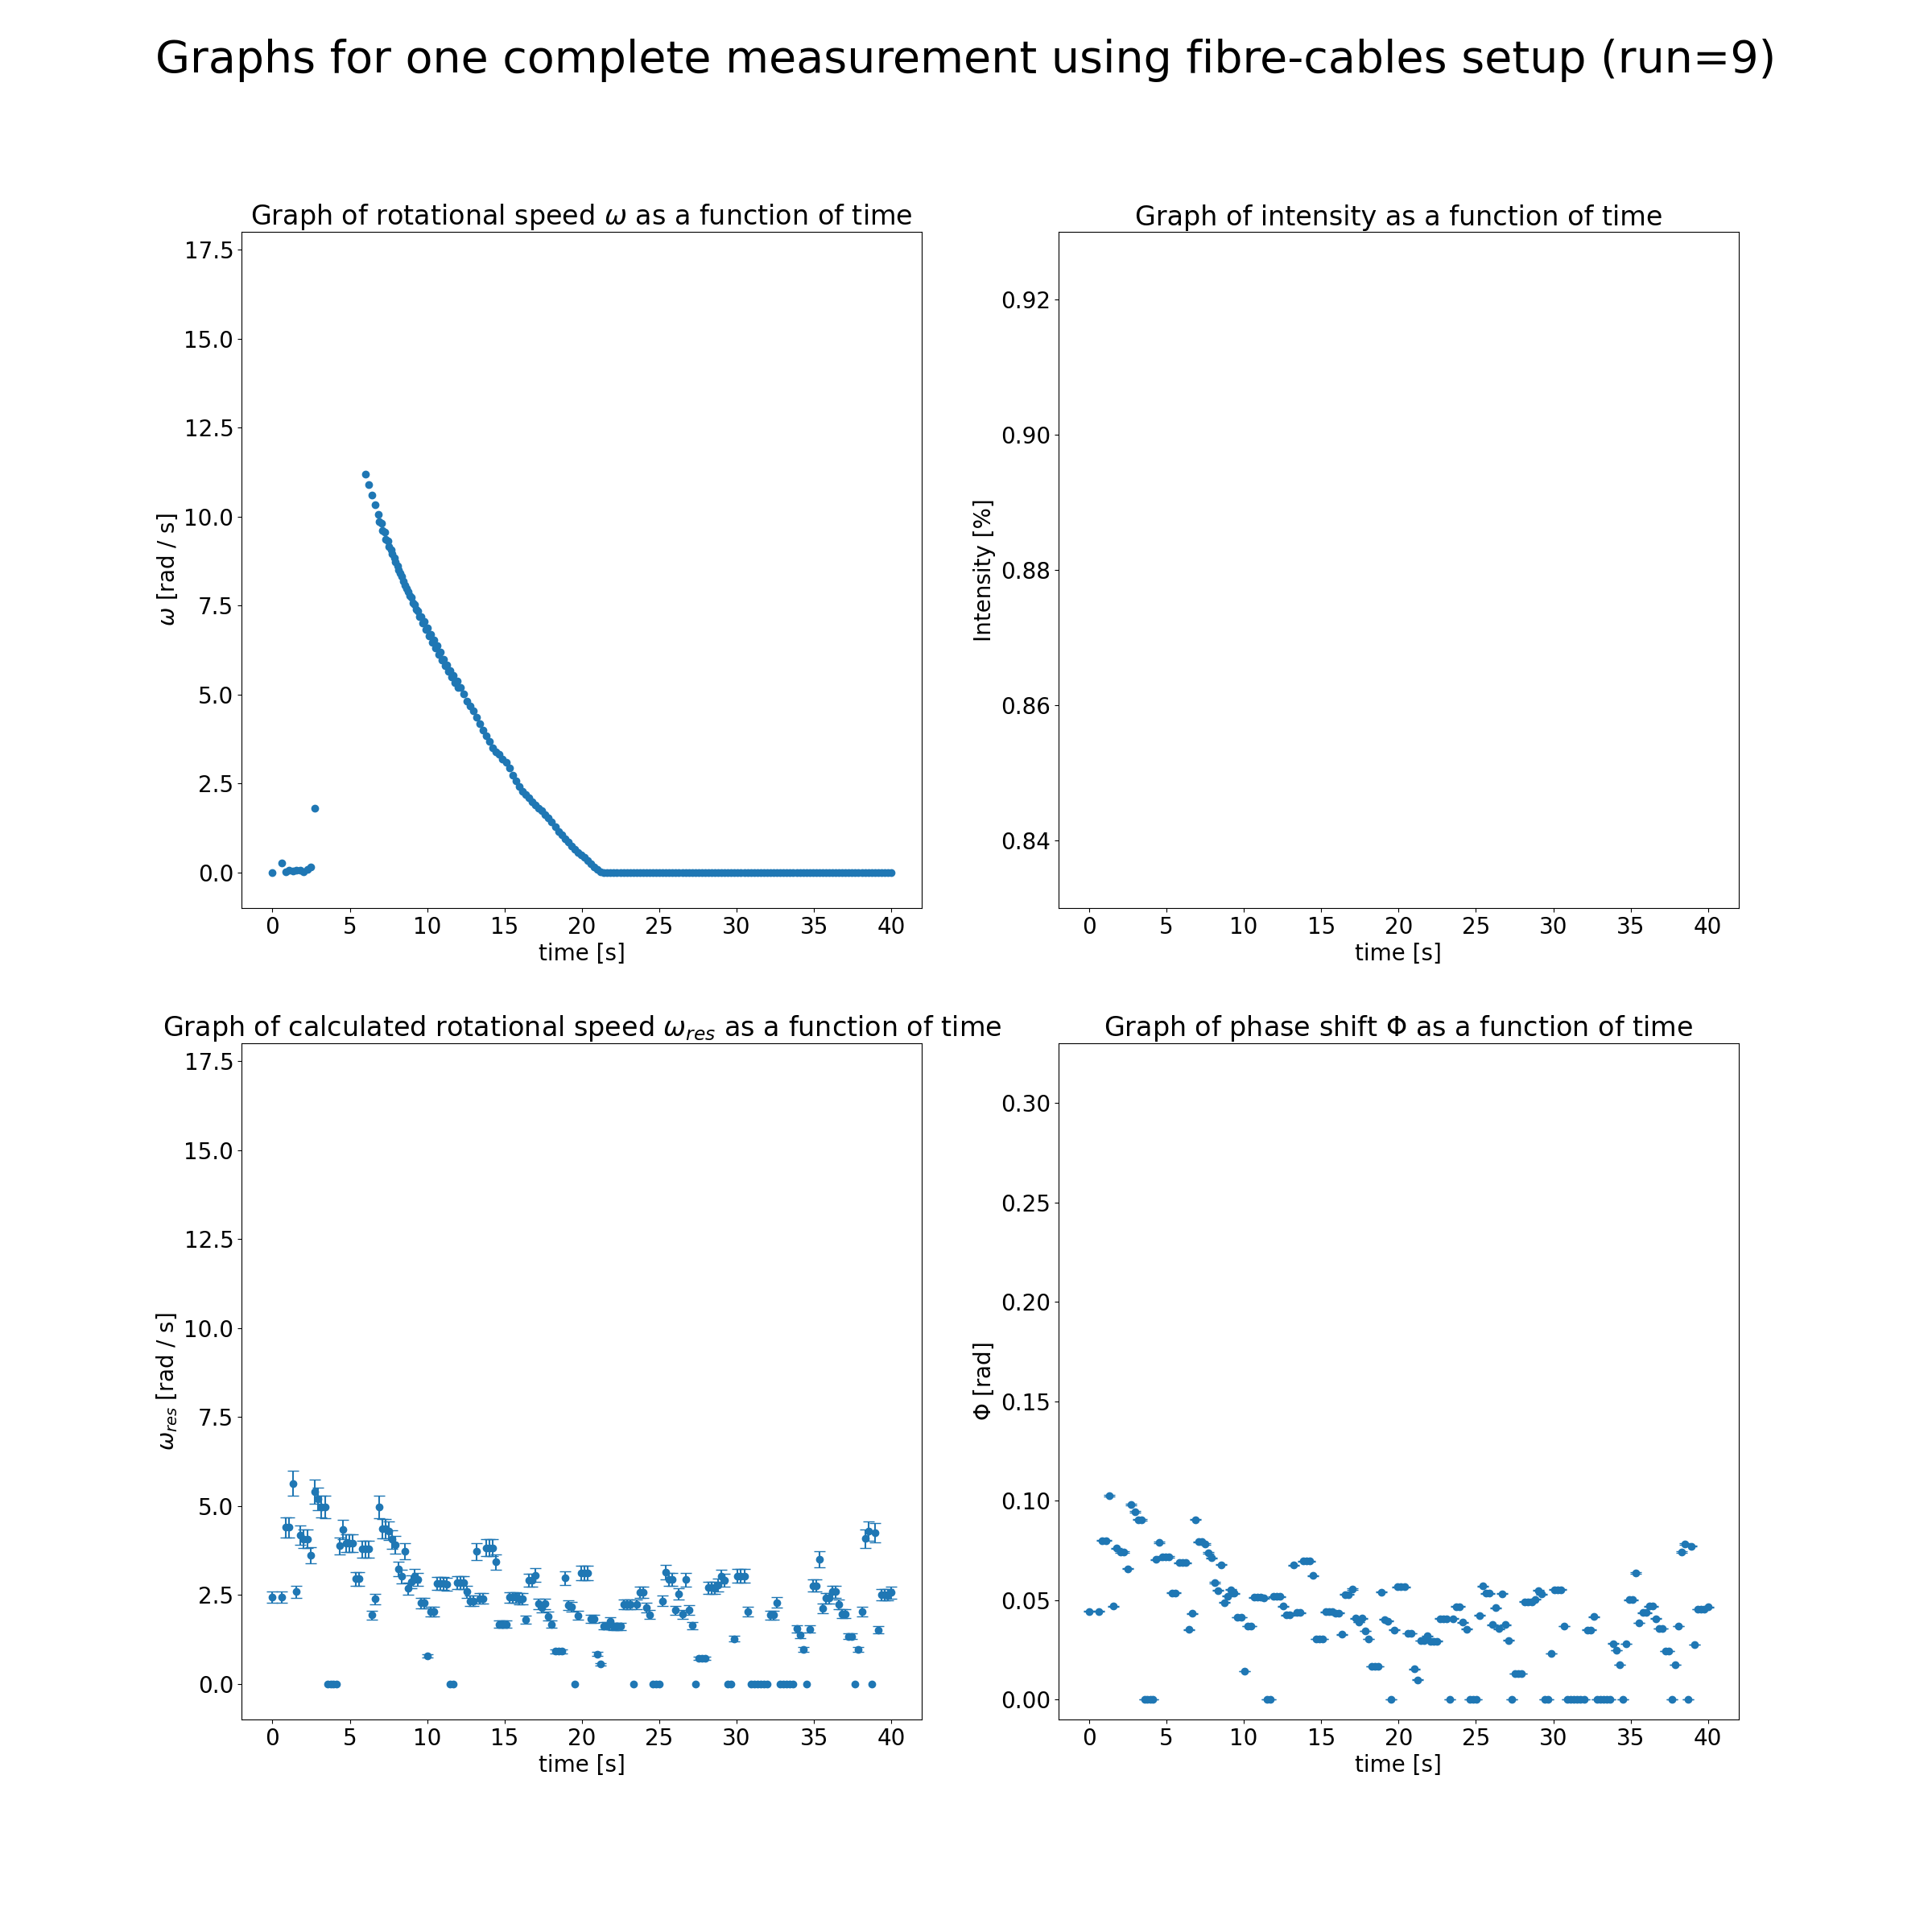 Graphs for one complete measurement using fibre-cables setup (run=9)
Graph of rotational speed ω as a function of time
17.5
15.0
12.5
10.0
7.5
5.0
2.5
0.0
ω [rad / s]
0 5 10 15 20 25 30 35 40
time [s]
Graph of intensity as a function of time
0.92
0.90
0.88
0.86
0.84
Intensity [%]
0 5 10 15 20 25 30 35 40
time [s]
Graph of calculated rotational speed ω_res as a function of time
17.5
15.0
12.5
10.0
7.5
5.0
2.5
0.0
ω_res [rad / s]
0 5 10 15 20 25 30 35 40
time [s]
Graph of phase shift Φ as a function of time
0.30
0.25
0.20
0.15
0.10
0.05
0.00
Φ [rad]
0 5 10 15 20 25 30 35 40
time [s]